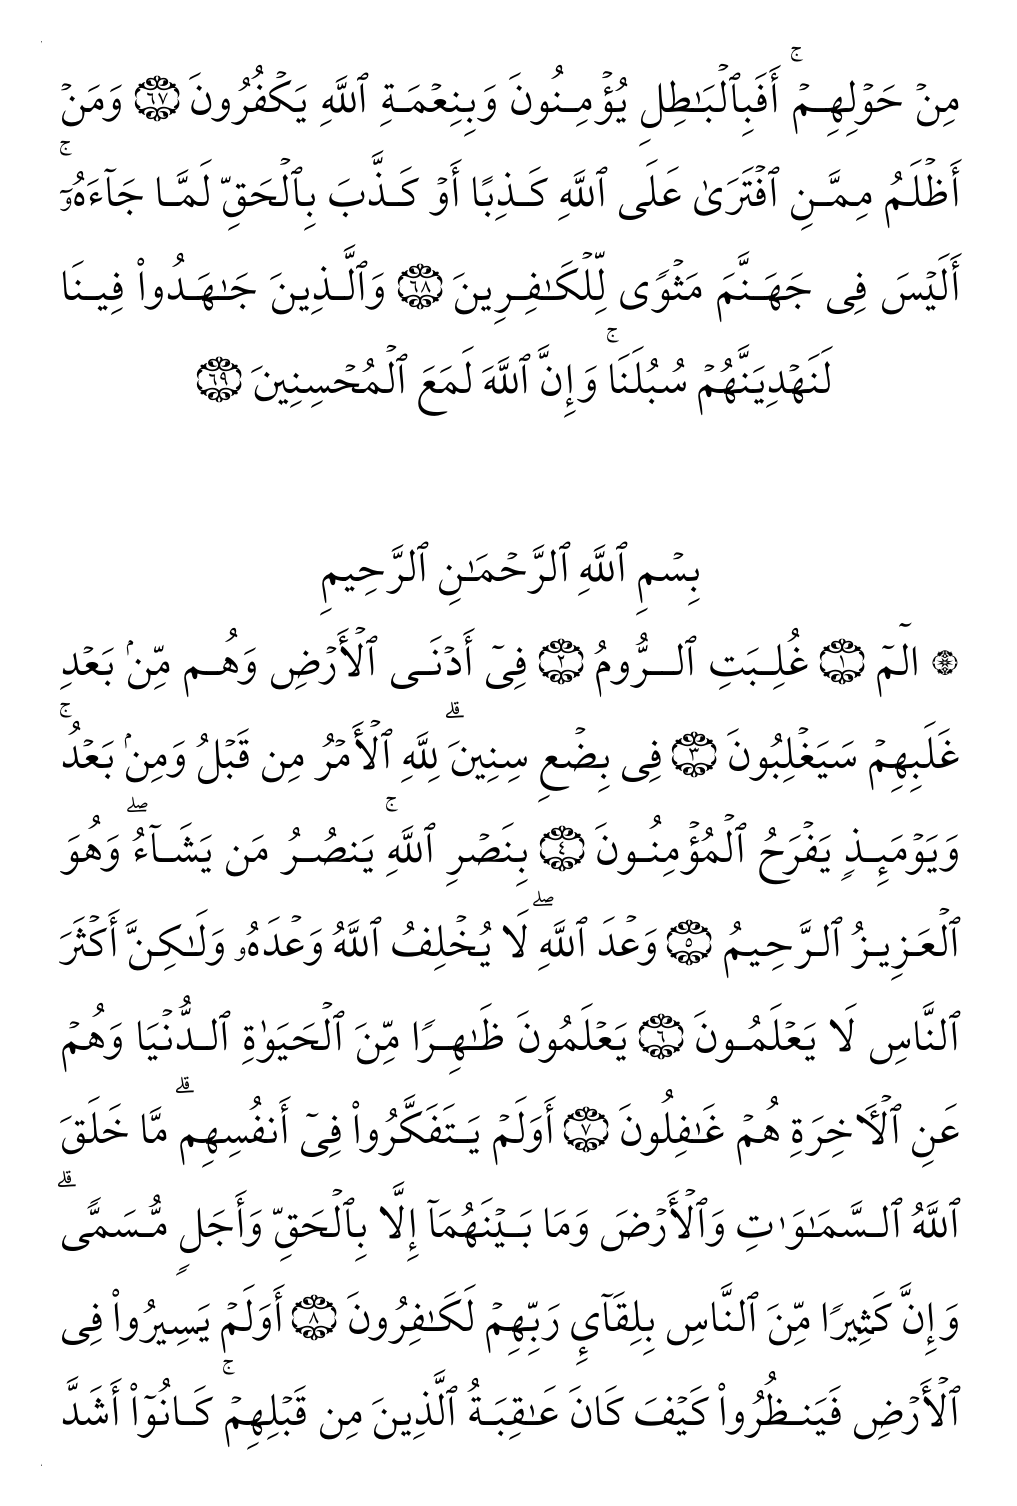 مِنْ حَوْلِهِمْ ۚ أَفَبِٱلْبَـٰطِلِ يُؤْمِنُونَ وَبِنِعْمَةِ ٱللَّهِ يَكْفُرُونَ ٦٧ وَمَنْ
أَظْلَمُ مِمَّنِ ٱفْتَرَىٰ عَلَى ٱللَّهِ كَذِبًا أَوْ كَذَّبَ بِٱلْحَقِّ لَمَّا جَآءَهُۥٓ ۚ
أَلَيْسَ فِى جَهَنَّمَ مَثْوًى لِّلْكَـٰفِرِينَ ٦٨ وَٱلَّذِينَ جَـٰهَدُوا۟ فِينَا
لَنَهْدِيَنَّهُمْ سُبُلَنَا ۚ وَإِنَّ ٱللَّهَ لَمَعَ ٱلْمُحْسِنِينَ ٦٩
بِسْمِ ٱللَّهِ ٱلرَّحْمَـٰنِ ٱلرَّحِيمِ
۞ الٓمٓ ١ غُلِبَتِ ٱلرُّومُ ٢ فِىٓ أَدْنَى ٱلْأَرْضِ وَهُم مِّنۢ بَعْدِ
غَلَبِهِمْ سَيَغْلِبُونَ ٣ فِى بِضْعِ سِنِينَ ۗ لِلَّهِ ٱلْأَمْرُ مِن قَبْلُ وَمِنۢ بَعْدُ ۚ
وَيَوْمَئِذٍ يَفْرَحُ ٱلْمُؤْمِنُونَ ٤ بِنَصْرِ ٱللَّهِ ۚ يَنصُرُ مَن يَشَآءُ ۖ وَهُوَ
ٱلْعَزِيزُ ٱلرَّحِيمُ ٥ وَعْدَ ٱللَّهِ ۖ لَا يُخْلِفُ ٱللَّهُ وَعْدَهُۥ وَلَـٰكِنَّ أَكْثَرَ
ٱلنَّاسِ لَا يَعْلَمُونَ ٦ يَعْلَمُونَ ظَـٰهِرًا مِّنَ ٱلْحَيَوٰةِ ٱلدُّنْيَا وَهُمْ
عَنِ ٱلْـَٔاخِرَةِ هُمْ غَـٰفِلُونَ ٧ أَوَلَمْ يَتَفَكَّرُوا۟ فِىٓ أَنفُسِهِم ۗ مَّا خَلَقَ
ٱللَّهُ ٱلسَّمَـٰوَٰتِ وَٱلْأَرْضَ وَمَا بَيْنَهُمَآ إِلَّا بِٱلْحَقِّ وَأَجَلٍ مُّسَمًّى ۗ
وَإِنَّ كَثِيرًا مِّنَ ٱلنَّاسِ بِلِقَآئِ رَبِّهِمْ لَكَـٰفِرُونَ ٨ أَوَلَمْ يَسِيرُوا۟ فِى
ٱلْأَرْضِ فَيَنظُرُوا۟ كَيْفَ كَانَ عَـٰقِبَةُ ٱلَّذِينَ مِن قَبْلِهِمْ ۚ كَانُوٓا۟ أَشَدَّ